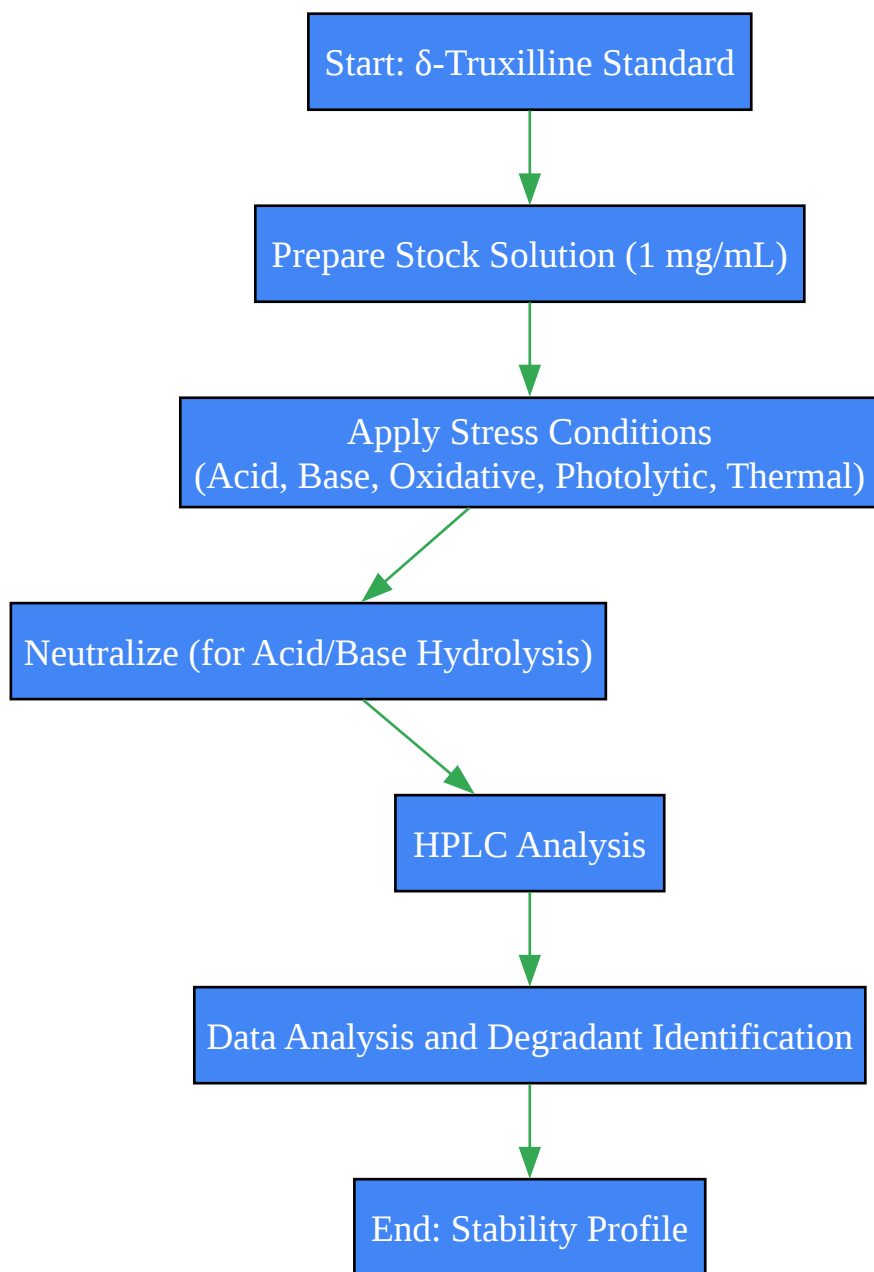 Start: δ-Truxilline Standard
Prepare Stock Solution (1 mg/mL)
Apply Stress Conditions
(Acid, Base, Oxidative, Photolytic, Thermal)
Neutralize (for Acid/Base Hydrolysis)
HPLC Analysis
Data Analysis and Degradant Identification
End: Stability Profile